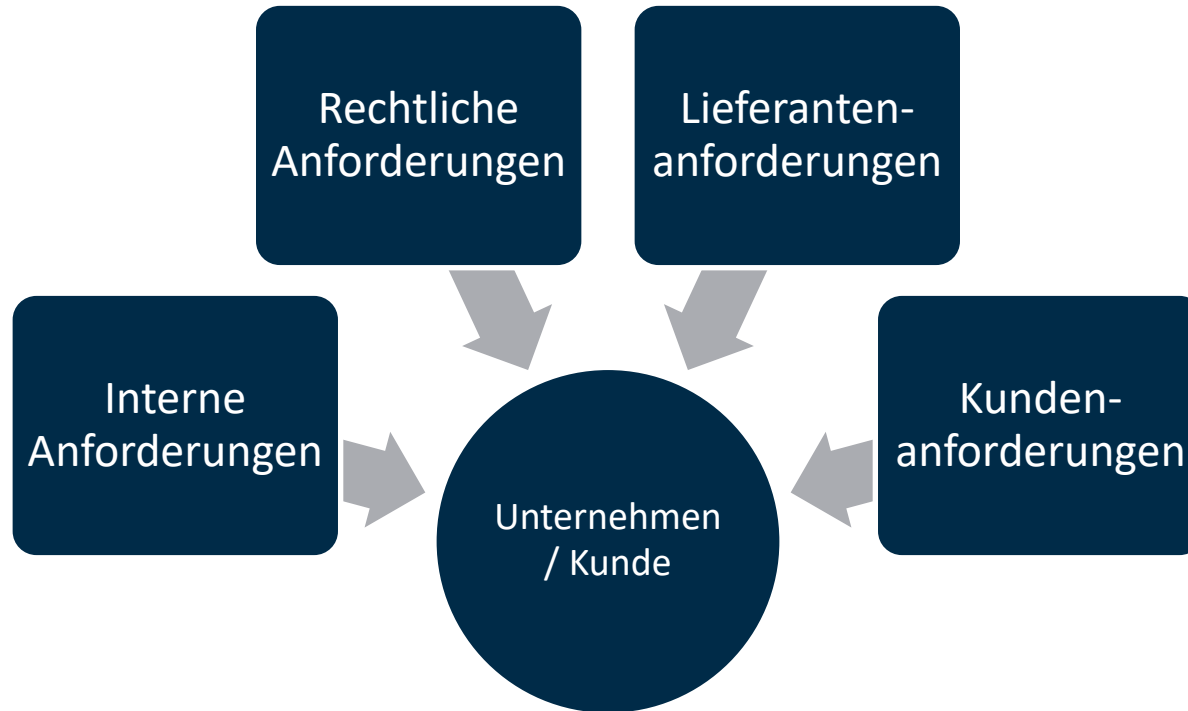 Rechtliche
Anforderungen
Lieferanten-
anforderungen
Interne
Anforderungen
Kunden-
anforderungen
Unternehmen
/ Kunde